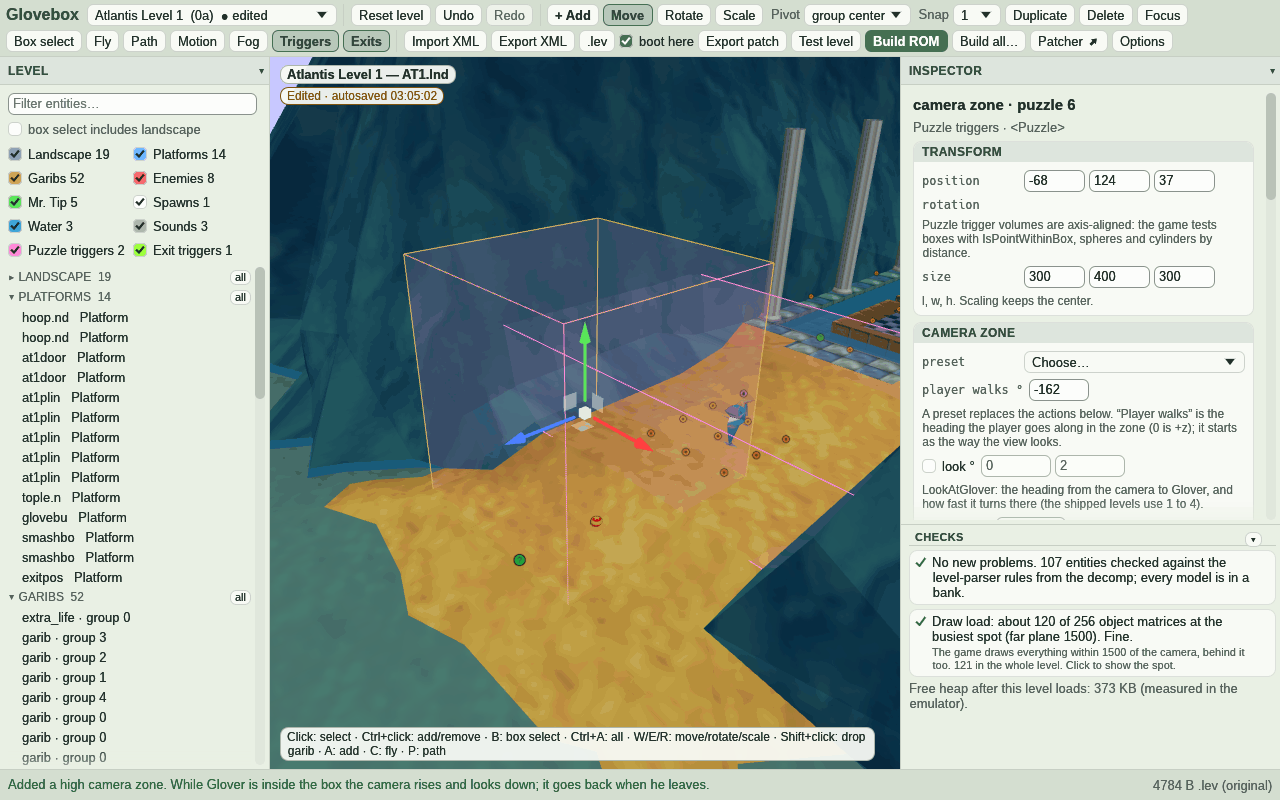 Glovebox Atlantis Level 1 (0a) ● edited Reset level Undo Redo + Add Move Rotate Scale Pivot group center Snap 1 Duplicate Delete Focus
Box select Fly Path Motion Fog Triggers Exits Import XML Export XML .lev boot here Export patch Test level Build ROM Build all… Patcher Options
LEVEL
Filter entities…
box select includes landscape
Landscape 19 Platforms 14
Garibs 52 Enemies 8
Mr. Tip 5 Spawns 1
Water 3 Sounds 3
Puzzle triggers 2 Exit triggers 1
LANDSCAPE 19 all
PLATFORMS 14 all
hoop.nd Platform
hoop.nd Platform
at1door Platform
at1door Platform
at1plin Platform
at1plin Platform
at1plin Platform
at1plin Platform
at1plin Platform
tople.n Platform
glovebu Platform
smashbo Platform
smashbo Platform
exitpos Platform
GARIBS 52 all
extra_life · group 0
garib · group 3
garib · group 2
garib · group 1
garib · group 4
garib · group 0
garib · group 0
garib · group 0
Atlantis Level 1 — AT1.lnd
Edited · autosaved 03:05:02
Click: select · Ctrl+click: add/remove · B: box select · Ctrl+A: all · W/E/R: move/rotate/scale · Shift+click: drop
garib · A: add · C: fly · P: path
INSPECTOR
camera zone · puzzle 6
Puzzle triggers · <Puzzle>
TRANSFORM
position -68 124 37
rotation
Puzzle trigger volumes are axis-aligned: the game tests
boxes with IsPointWithinBox, spheres and cylinders by
distance.
size 300 400 300
l, w, h. Scaling keeps the center.
CAMERA ZONE
preset Choose…
player walks ° -162
A preset replaces the actions below. “Player walks” is the
heading the player goes along in the zone (0 is +z); it starts
as the way the view looks.
look ° 0 2
LookAtGlover: the heading from the camera to Glover, and
how fast it turns there (the shipped levels use 1 to 4).
CHECKS
No new problems. 107 entities checked against the
level-parser rules from the decomp; every model is in a
bank.
Draw load: about 120 of 256 object matrices at the
busiest spot (far plane 1500). Fine.
The game draws everything within 1500 of the camera, behind it
too. 121 in the whole level. Click to show the spot.
Free heap after this level loads: 373 KB (measured in the
emulator).
Added a high camera zone. While Glover is inside the box the camera rises and looks down; it goes back when he leaves.
4784 B .lev (original)